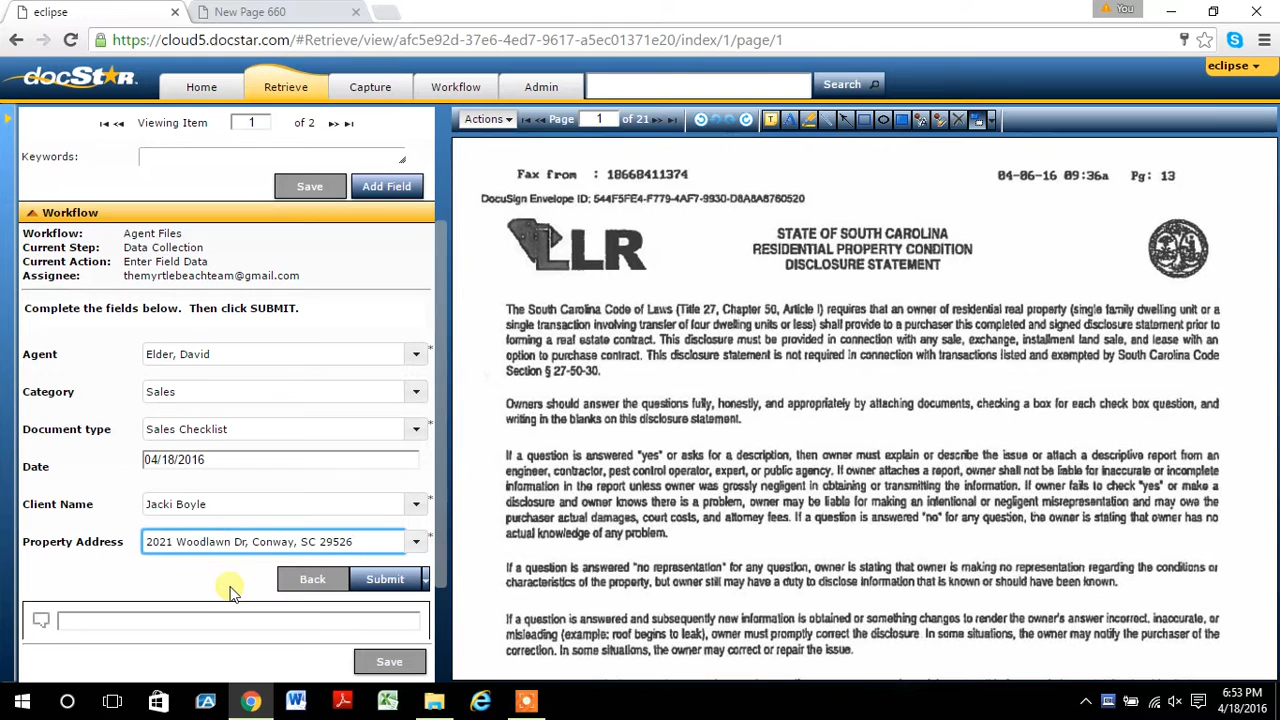 eclipse
New Page 660
You
https://cloud5.docstar.com/#Retrieve/view/afc5e92d-37e6-4ed7-9617-a5ec01371e20/index/1/page/1
docSTAR
Home
Retrieve
Capture
Workflow
Admin
Search
eclipse
Viewing Item 1 of 2
Keywords:
Save
Add Field
Workflow
Workflow: Agent Files
Current Step: Data Collection
Current Action: Enter Field Data
Assignee: themyrtlebeachteam@gmail.com
Complete the fields below. Then click SUBMIT.
Agent Elder, David *
Category Sales *
Document type Sales Checklist *
Date 04/18/2016
Client Name Jacki Boyle *
Property Address 2021 Woodlawn Dr, Conway, SC 29526 *
Back
Submit
Save
Actions
Page 1 of 21
Fax from : 18668411374 04-06-16 09:36a Pg: 13
DocuSign Envelope ID: 544F5FE4-F779-4AF7-9930-D8A8A8760520
LLR
STATE OF SOUTH CAROLINA
RESIDENTIAL PROPERTY CONDITION
DISCLOSURE STATEMENT
The South Carolina Code of Laws (Title 27, Chapter 50, Article I) requires that an owner of residential real property (single family dwelling unit or a
single transaction involving transfer of four dwelling units or less) shall provide to a purchaser this completed and signed disclosure statement prior to
forming a real estate contract. This disclosure must be provided in connection with any sale, exchange, installment land sale, and lease with an
option to purchase contract. This disclosure statement is not required in connection with transactions listed and exempted by South Carolina Code
Section § 27-50-30.
Owners should answer the questions fully, honestly, and appropriately by attaching documents, checking a box for each check box question, and
writing in the blanks on this disclosure statement.
If a question is answered "yes" or asks for a description, then owner must explain or describe the issue or attach a descriptive report from an
engineer, contractor, pest control operator, expert, or public agency. If owner attaches a report, owner shall not be liable for inaccurate or incomplete
information in the report unless owner was grossly negligent in obtaining or transmitting the information. If owner fails to check "yes" or make a
disclosure and owner knows there is a problem, owner may be liable for making an intentional or negligent misrepresentation and may owe the
purchaser actual damages, court costs, and attorney fees. If a question is answered "no" for any question, the owner is stating that owner has no
actual knowledge of any problem.
If a question is answered "no representation" for any question, owner is stating that owner is making no representation regarding the conditions or
characteristics of the property, but owner still may have a duty to disclose information that is known or should have been known.
If a question is answered and subsequently new information is obtained or something changes to render the owner's answer incorrect, inaccurate, or
misleading (example: roof begins to leak), owner must promptly correct the disclosure. In some situations, the owner may notify the purchaser of the
correction. In some situations, the owner may correct or repair the issue.
6:53 PM
4/18/2016